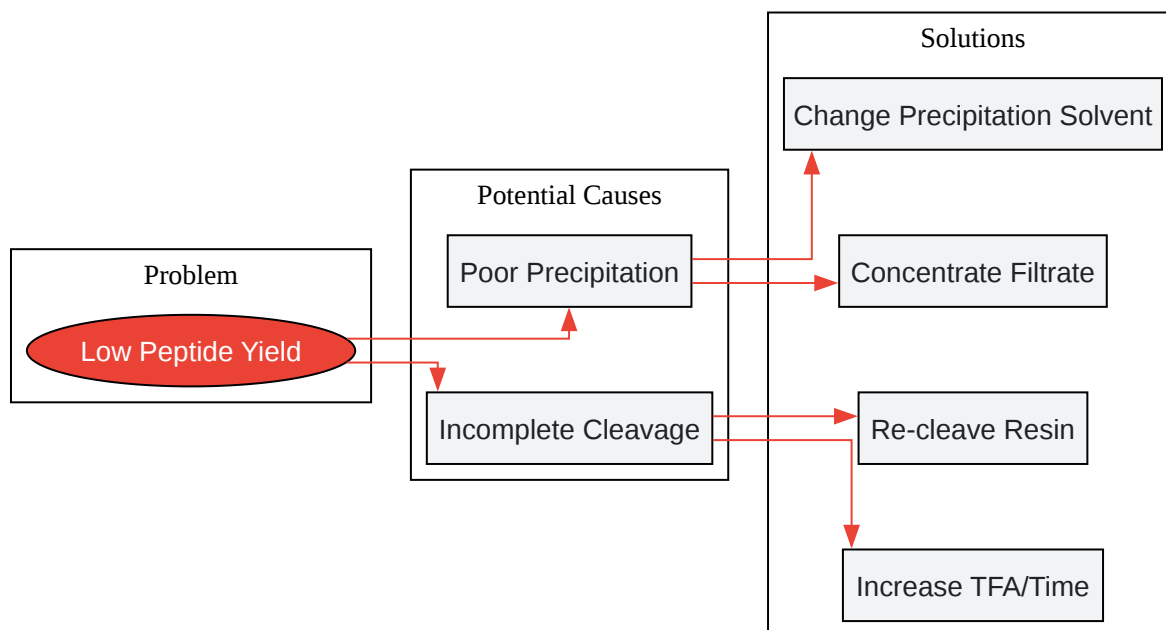 Problem
Low Peptide Yield
Potential Causes
Poor Precipitation
Incomplete Cleavage
Solutions
Change Precipitation Solvent
Concentrate Filtrate
Re-cleave Resin
Increase TFA/Time